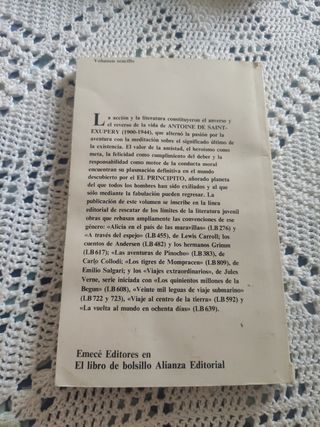 Volumen sencillo
La acción y la literatura constituyeron el anverso y
el reverso de la vida de ANTOINE DE SAINT-
EXUPERY (1900-1944), que alternó la pasión por la
aventura con la meditación sobre el significado último de
la existencia. El valor de la amistad, el heroísmo como
meta, la felicidad como cumplimiento del deber y la
responsabilidad como motor de la conducta moral
encuentran su plasmación definitiva en el mundo
descubierto por el EL PRINCIPITO, añorado planeta
del que todos los hombres han sido exiliados y al que
sólo mediante la fabulación pueden regresar. La
publicación de este volumen se inscribe en la línea
editorial de rescatar de los límites de la literatura juvenil
obras que rebasan ampliamente las convenciones de ese
género: «Alicia en el país de las maravillas» (LB 276) y
«A través del espejo» (LB 455), de Lewis Carroll; los
cuentos de Andersen (LB 482) y los hermanos Grimm
(LB 617); «Las aventuras de Pinocho» (LB 383), de
Carlo Collodi; «Los tigres de Mompracem» (LB 809),
de Emilio Salgari; y los «Viajes extraordinarios», de Jules
Verne, serie iniciada con «Los quinientos millones de la
Begun» (LB 608), «Veinte mil leguas de viaje submarino»
(LB 722 y 723), «Viaje al centro de la tierra» (LB 592) y
«La vuelta al mundo en ochenta días» (LB 639).
Emecé Editores en
El libro de bolsillo Alianza Editorial